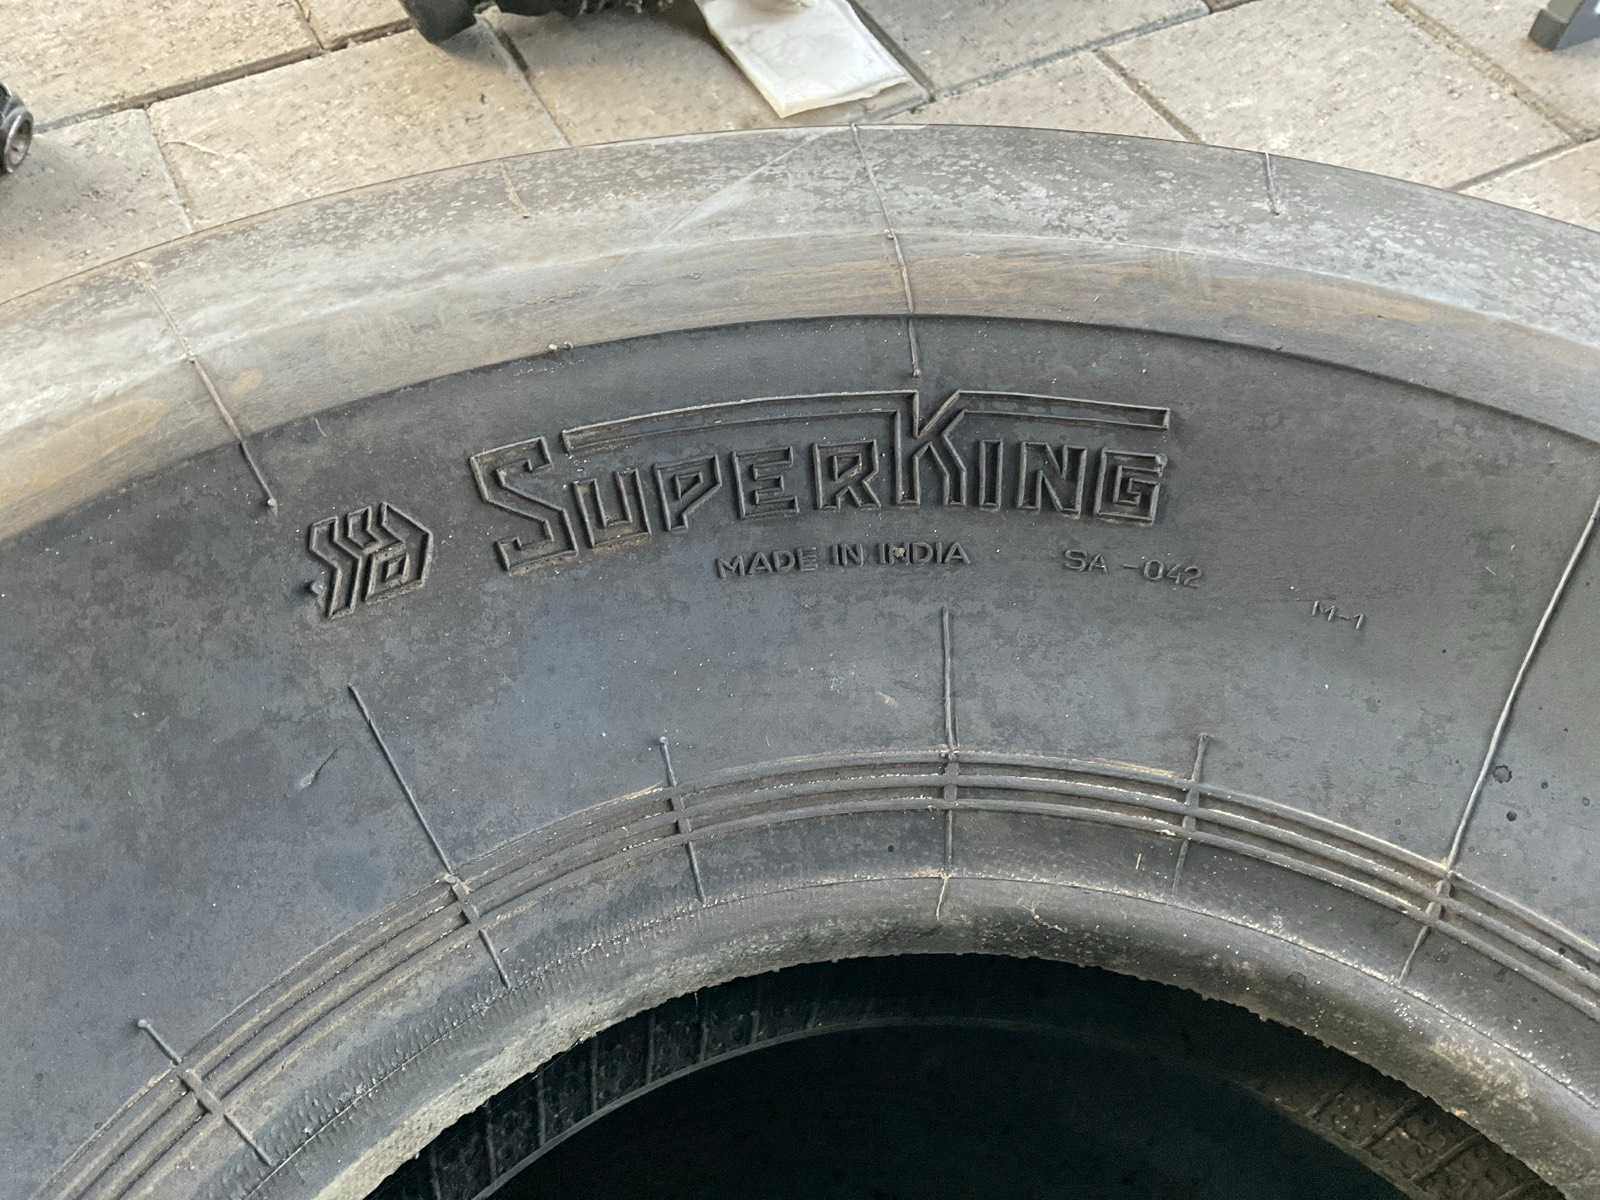 SUPERKING
MADE IN INDIA SA-042
M-1